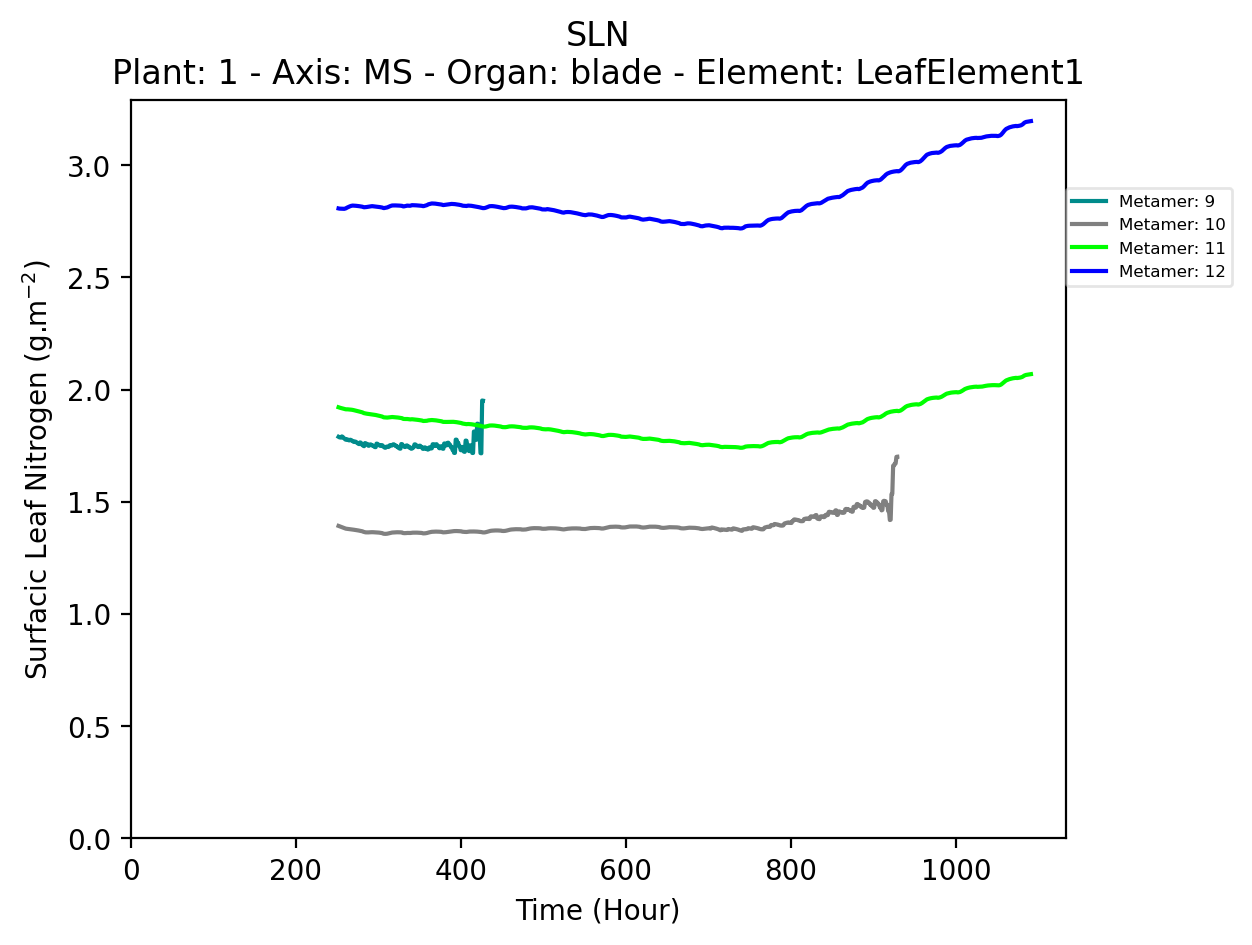 SLN
Plant: 1 - Axis: MS - Organ: blade - Element: LeafElement1
Surfacic Leaf Nitrogen (g.m⁻²)
3.0
2.5
2.0
1.5
1.0
0.5
0.0
0 200 400 600 800 1000
Time (Hour)
Metamer: 9
Metamer: 10
Metamer: 11
Metamer: 12